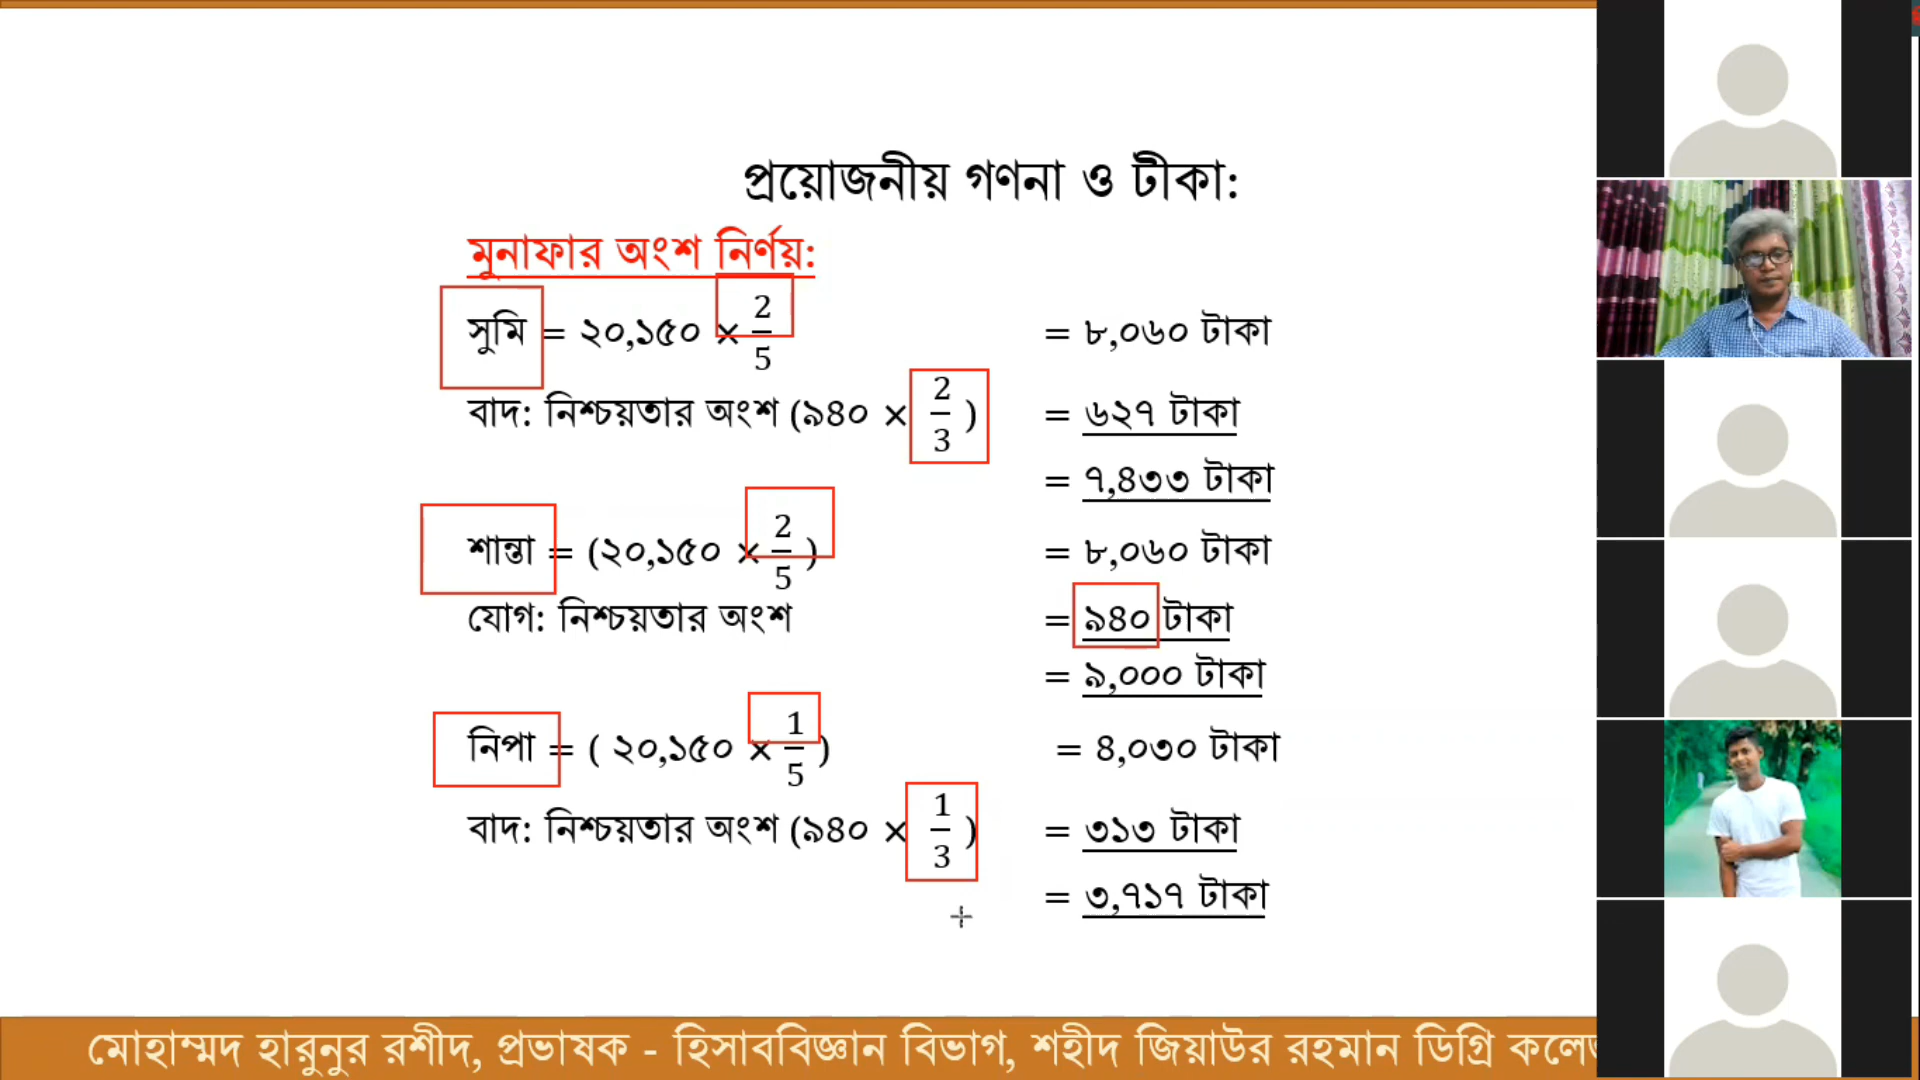 প্রয়োজনীয় গণনা ও টীকা:
মুনাফার অংশ নির্ণয়:
সুমি = ২০,১৫০ × 2/5 = ৮,০৬০ টাকা
বাদ: নিশ্চয়তার অংশ (৯৪০ × 2/3 ) = ৬২৭ টাকা
= ৭,৪৩৩ টাকা
শান্তা = (২০,১৫০ × 2/5 ) = ৮,০৬০ টাকা
যোগ: নিশ্চয়তার অংশ = ৯৪০ টাকা
= ৯,০০০ টাকা
নিপা = ( ২০,১৫০ × 1/5 ) = ৪,০৩০ টাকা
বাদ: নিশ্চয়তার অংশ (৯৪০ × 1/3 ) = ৩১৩ টাকা
= ৩,৭১৭ টাকা
মোহাম্মদ হারুনুর রশীদ, প্রভাষক - হিসাববিজ্ঞান বিভাগ, শহীদ জিয়াউর রহমান ডিগ্রি